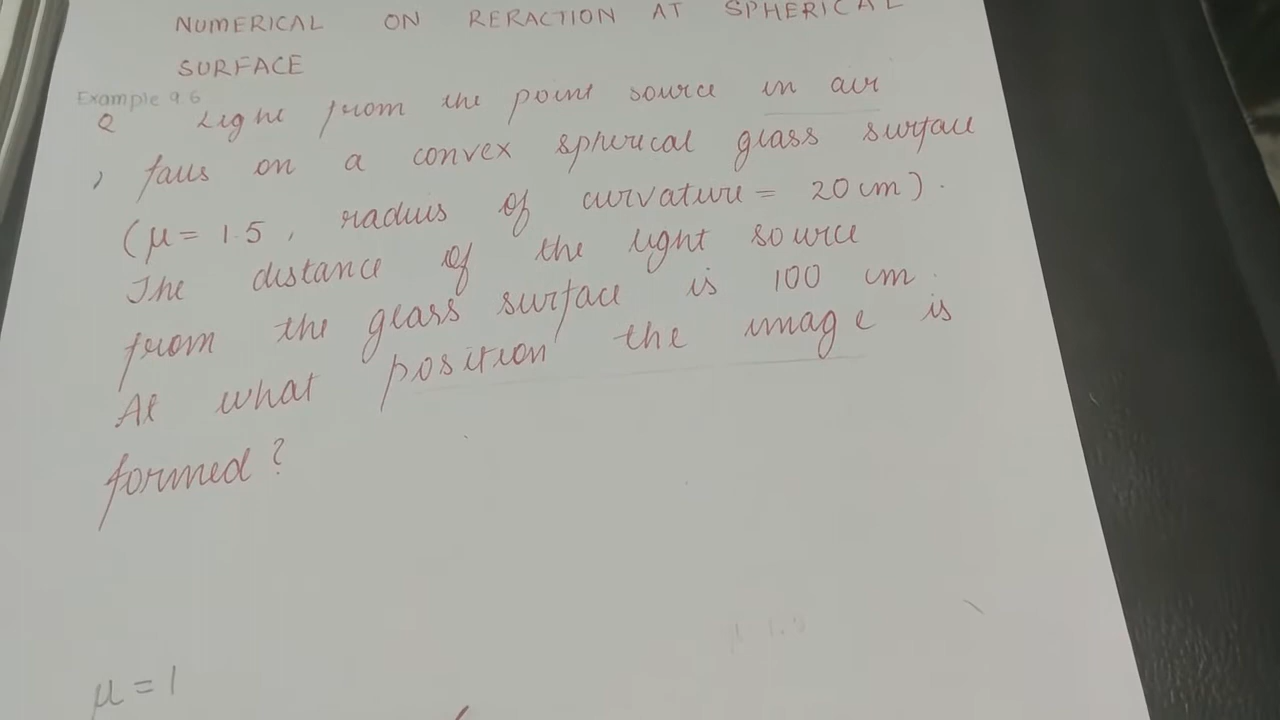 NUMERICAL ON RERACTION AT SPHERICAL
SURFACE
Example 9.6
Q Light from the point source in air
, falls on a convex spherical glass surface
(μ = 1.5, radius of curvature = 20 cm).
The distance of the light source
from the glass surface is 100 cm.
At what position the image is
formed?
μ = 1